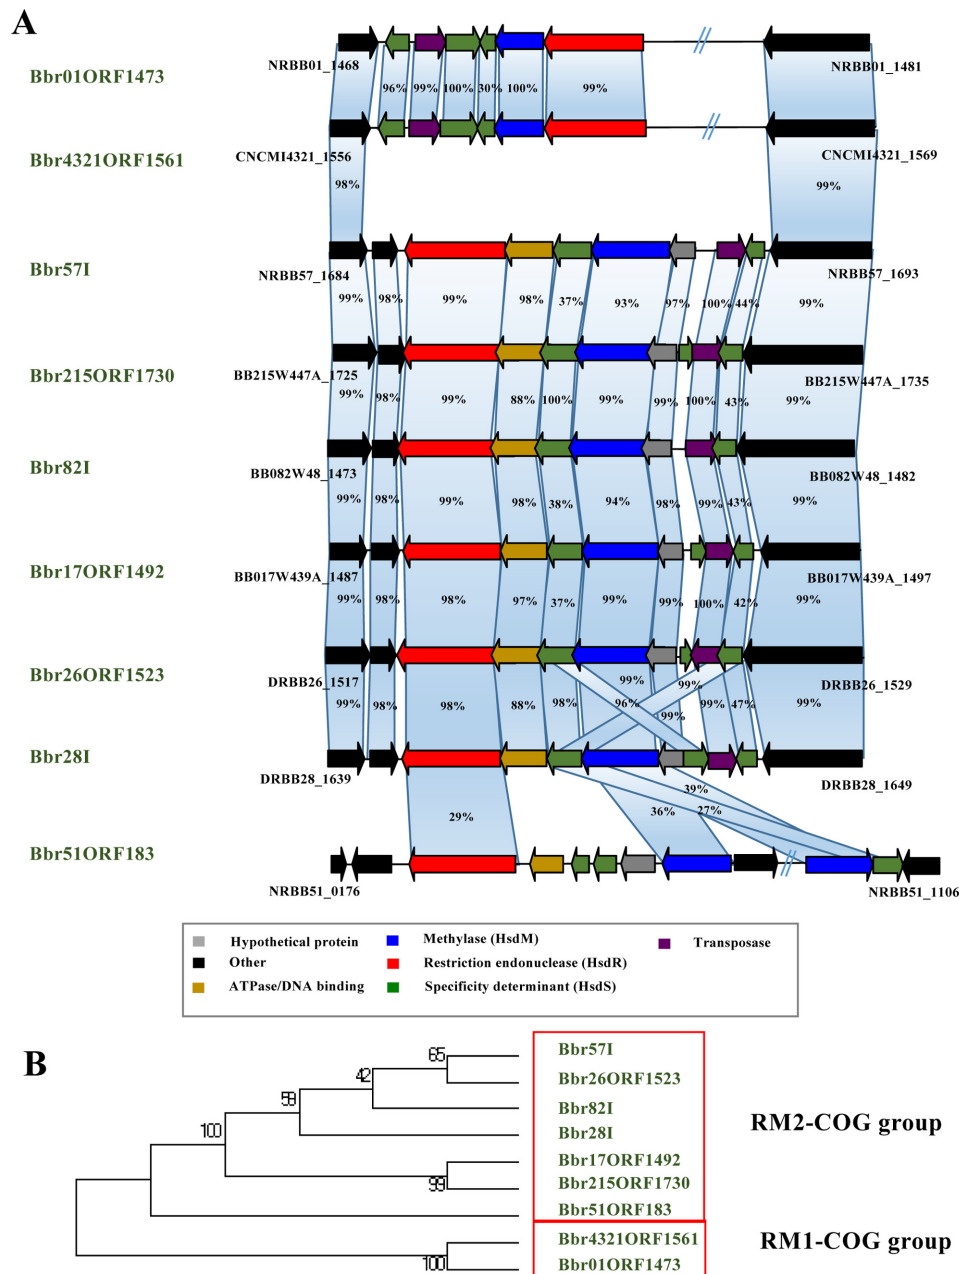 A
NRBB01_1468
NRBB01_1481
Bbr01ORF1473
96% 99% 100% 30% 100% 99%
CNCMI4321_1556
CNCMI4321_1569
Bbr4321ORF1561
98% 99%
Bbr57I
NRBB57_1684
NRBB57_1693
99% 98% 99% 98% 37% 93% 97% 100% 44% 99%
Bbr215ORF1730
BB215W447A_1725
BB215W447A_1735
99% 98% 99% 88% 100% 99% 99% 100% 43% 99%
Bbr82I
BB082W48_1473
BB082W48_1482
99% 98% 99% 98% 38% 94% 98% 99% 43% 99%
Bbr17ORF1492
BB017W439A_1487
BB017W439A_1497
99% 98% 98% 97% 37% 99% 99% 100% 42% 99%
Bbr26ORF1523
DRBB26_1517
DRBB26_1529
99% 99%
99% 98% 98% 88% 98% 96% 99% 99% 47% 99%
Bbr28I
DRBB28_1639
DRBB28_1649
39%
29% 36% 27%
Bbr51ORF183
NRBB51_0176
NRBB51_1106
Hypothetical protein Methylase (HsdM) Transposase
Other Restriction endonuclease (HsdR)
ATPase/DNA binding Specificity determinant (HsdS)
B
65 Bbr57I
42 Bbr26ORF1523
59 Bbr82I
100 Bbr28I
RM2-COG group
Bbr17ORF1492
99 Bbr215ORF1730
Bbr51ORF183
Bbr4321ORF1561
RM1-COG group
100 Bbr01ORF1473